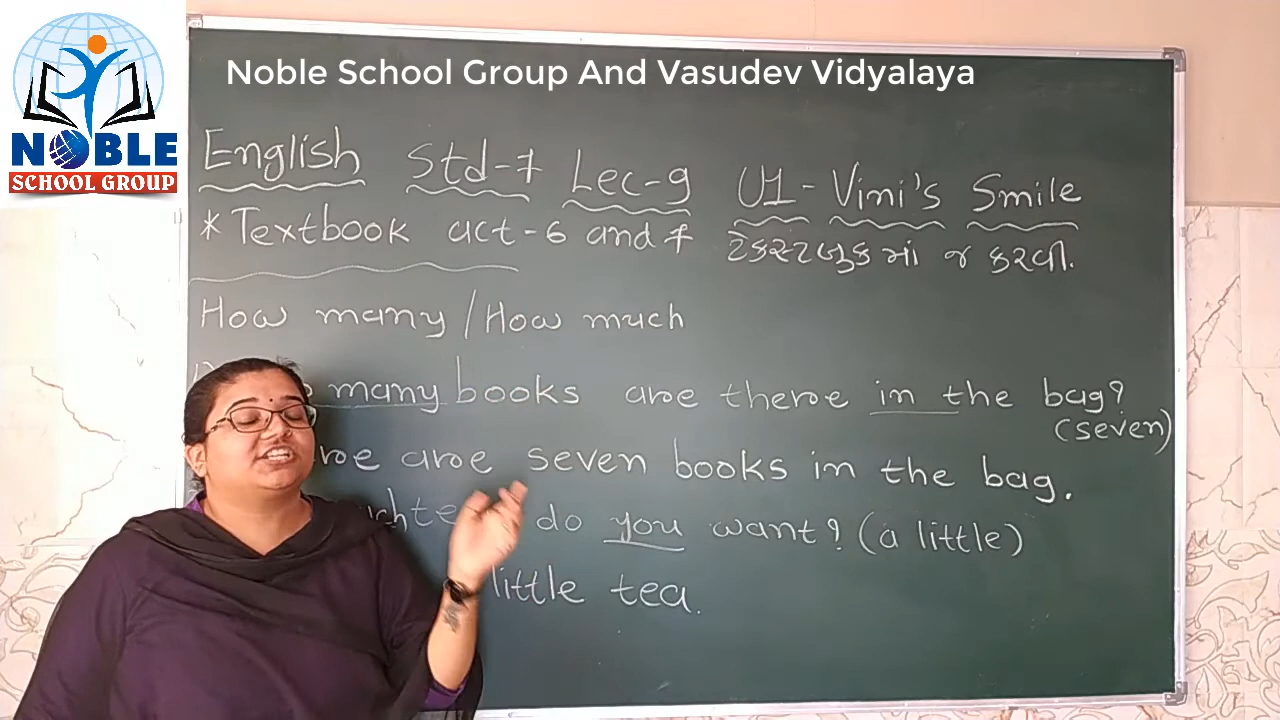 Noble School Group And Vasudev Vidyalaya
NOBLE
SCHOOL GROUP
English Std-7 Lec-9 U1-Vini's Smile
*Textbook act-6 and 7 ટેક્સ્ટબુક માં જ કરવી.
How many/How much
many books are there in the bag?
(seven)
are seven books in the bag.
do you want? (a little)
little tea.